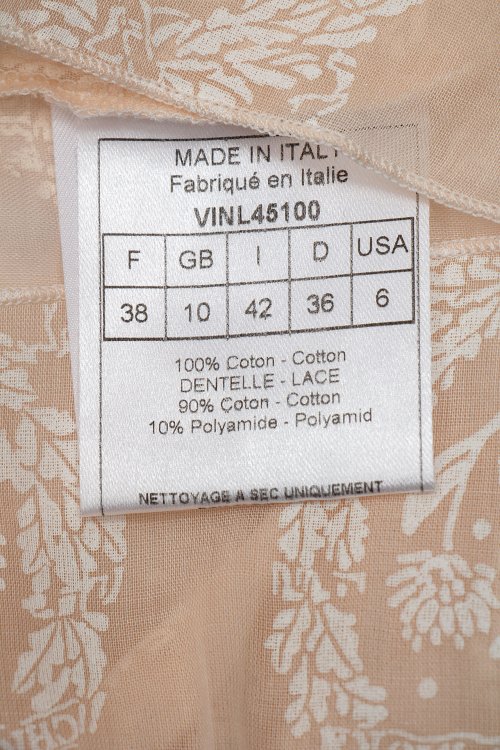 MADE IN ITALY
Fabriqué en Italie
VINL45100
F GB I D USA
38 10 42 36 6
100% Coton - Cotton
DENTELLE - LACE
90% Coton - Cotton
10% Polyamide - Polyamid
NETTOYAGE A SEC UNIQUEMENT